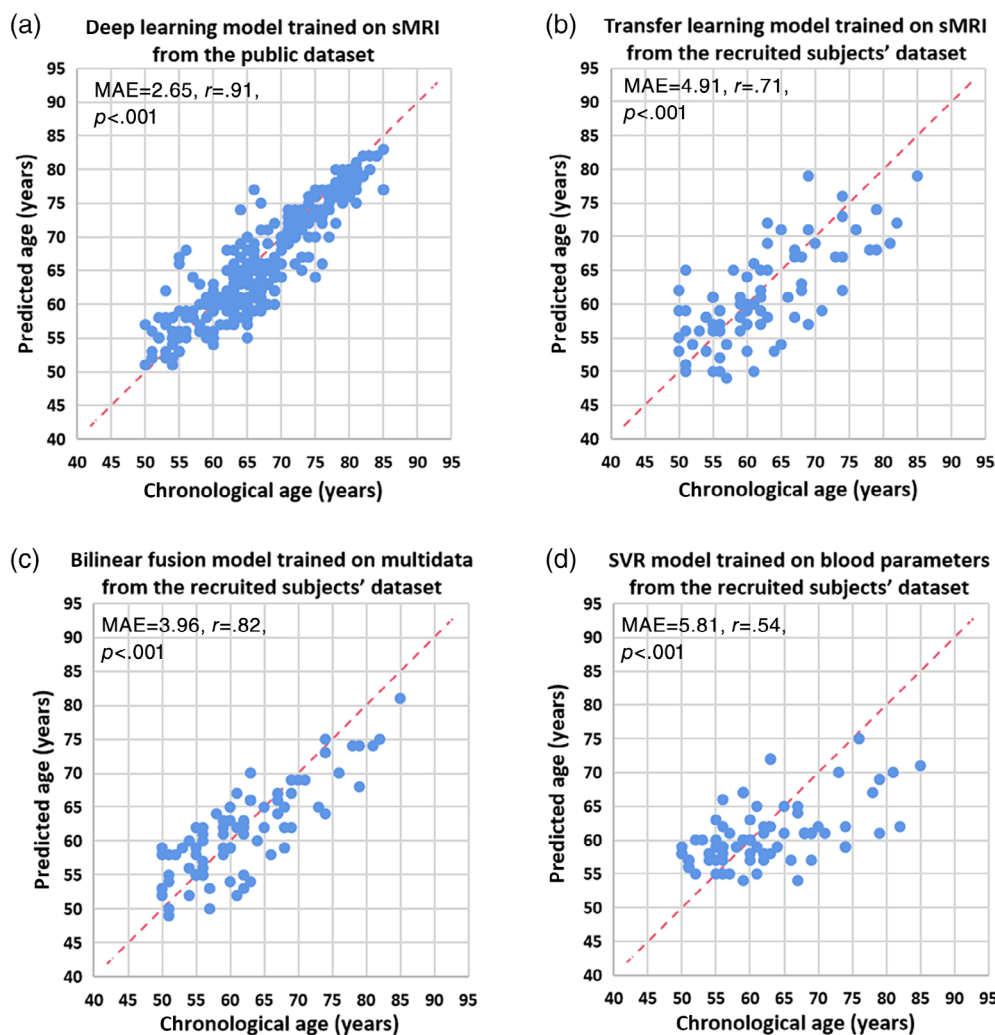 (a)
Deep learning model trained on sMRI
from the public dataset
MAE=2.65, r=.91,
p<.001
95
90
85
80
75
70
65
60
55
50
45
40
Predicted age (years)
40 45 50 55 60 65 70 75 80 85 90 95
Chronological age (years)
(b)
Transfer learning model trained on sMRI
from the recruited subjects’ dataset
MAE=4.91, r=.71,
p<.001
95
90
85
80
75
70
65
60
55
50
45
40
Predicted age (years)
40 45 50 55 60 65 70 75 80 85 90 95
Chronological age (years)
(c)
Bilinear fusion model trained on multidata
from the recruited subjects’ dataset
MAE=3.96, r=.82,
p<.001
95
90
85
80
75
70
65
60
55
50
45
40
Predicted age (years)
40 45 50 55 60 65 70 75 80 85 90 95
Chronological age (years)
(d)
SVR model trained on blood parameters
from the recruited subjects’ dataset
MAE=5.81, r=.54,
p<.001
95
90
85
80
75
70
65
60
55
50
45
40
Predicted age (years)
40 45 50 55 60 65 70 75 80 85 90 95
Chronological age (years)